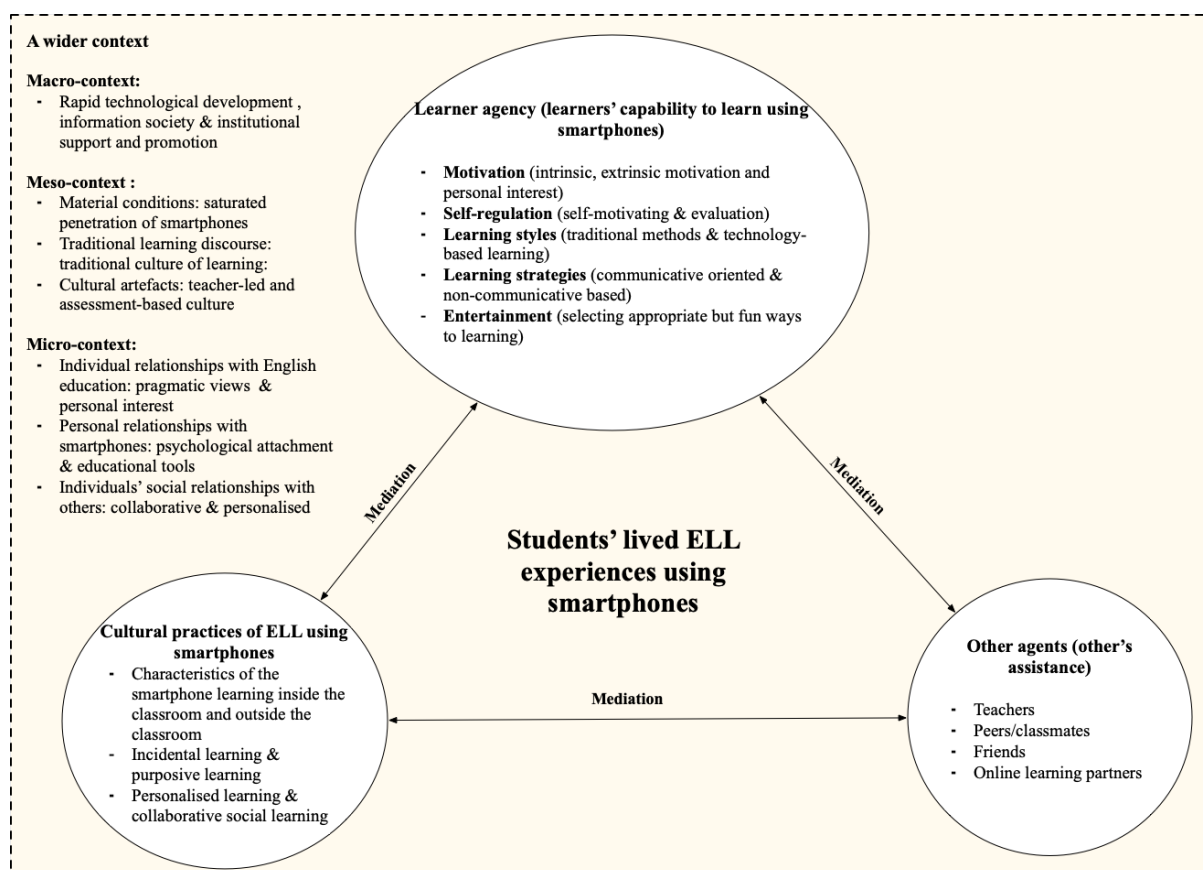 A wider context
Macro-context:
- Rapid technological development ,
information society & institutional
support and promotion
Meso-context :
- Material conditions: saturated
penetration of smartphones
- Traditional learning discourse:
traditional culture of learning:
- Cultural artefacts: teacher-led and
assessment-based culture
Micro-context:
- Individual relationships with English
education: pragmatic views &
personal interest
- Personal relationships with
smartphones: psychological attachment
& educational tools
- Individuals' social relationships with
others: collaborative & personalised
Learner agency (learners' capability to learn using
smartphones)
- Motivation (intrinsic, extrinsic motivation and
personal interest)
- Self-regulation (self-motivating & evaluation)
- Learning styles (traditional methods & technology-
based learning)
- Learning strategies (communicative oriented &
non-communicative based)
- Entertainment (selecting appropriate but fun ways
to learning)
Mediation
Mediation
Students' lived ELL
experiences using
smartphones
Cultural practices of ELL using
smartphones
- Characteristics of the
smartphone learning inside the
classroom and outside the
classroom
- Incidental learning &
purposive learning
- Personalised learning &
collaborative social learning
Mediation
Other agents (other's
assistance)
- Teachers
- Peers/classmates
- Friends
- Online learning partners